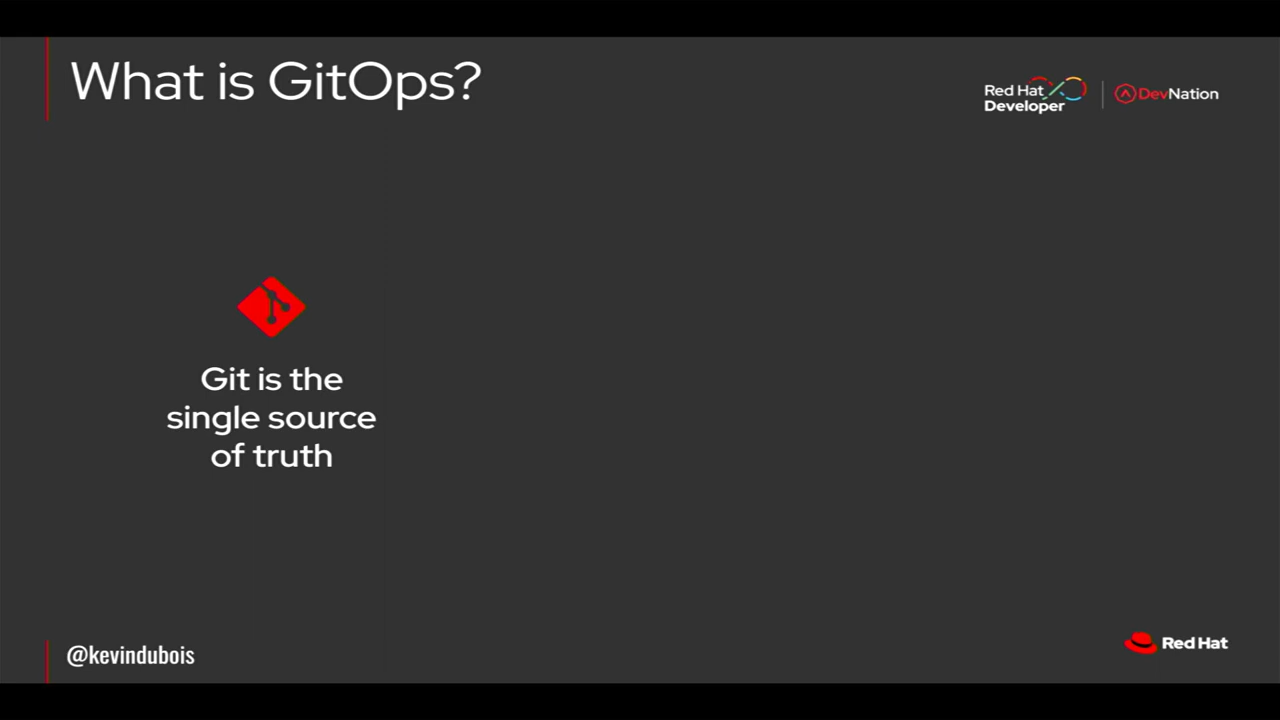 What is GitOps?
Red Hat
Developer
DevNation
Git is the
single source
of truth
@kevindubois
Red Hat